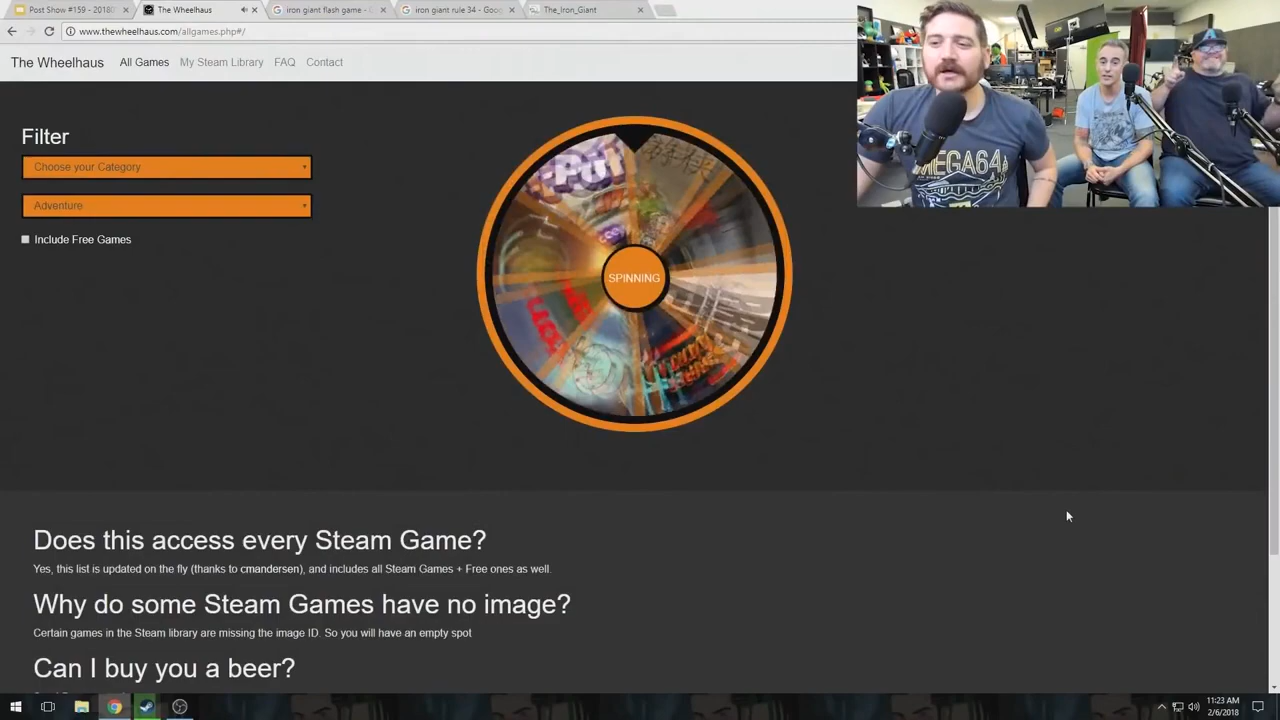 Post Show #159 - 2018
The Wheelhaus
iron giant flash game -
iron giant rule 34 - Goo
The_Iron_Giant
www.thewheelhaus.com/allgames.php#/
The Wheelhaus
All Games
My Steam Library
FAQ
Contact
MEGA64
Filter
Choose your Category
Adventure
Include Free Games
SPINNING
Does this access every Steam Game?
Yes, this list is updated on the fly (thanks to cmandersen), and includes all Steam Games + Free ones as well.
Why do some Steam Games have no image?
Certain games in the Steam library are missing the image ID. So you will have an empty spot
Can I buy you a beer?
11:23 AM
2/6/2018